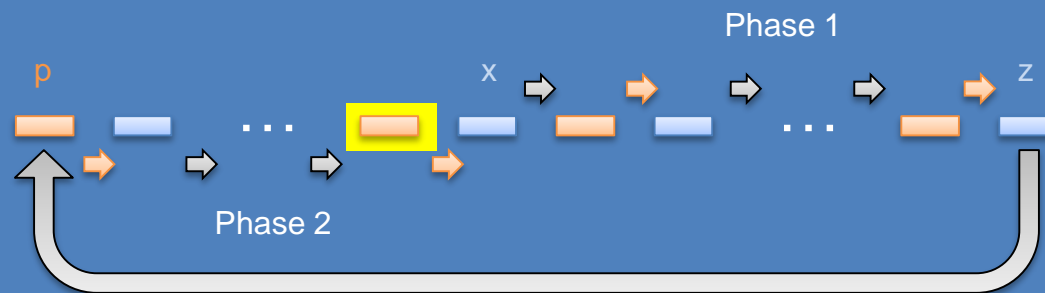 Phase 1
p
x
z
. . .
. . .
Phase 2